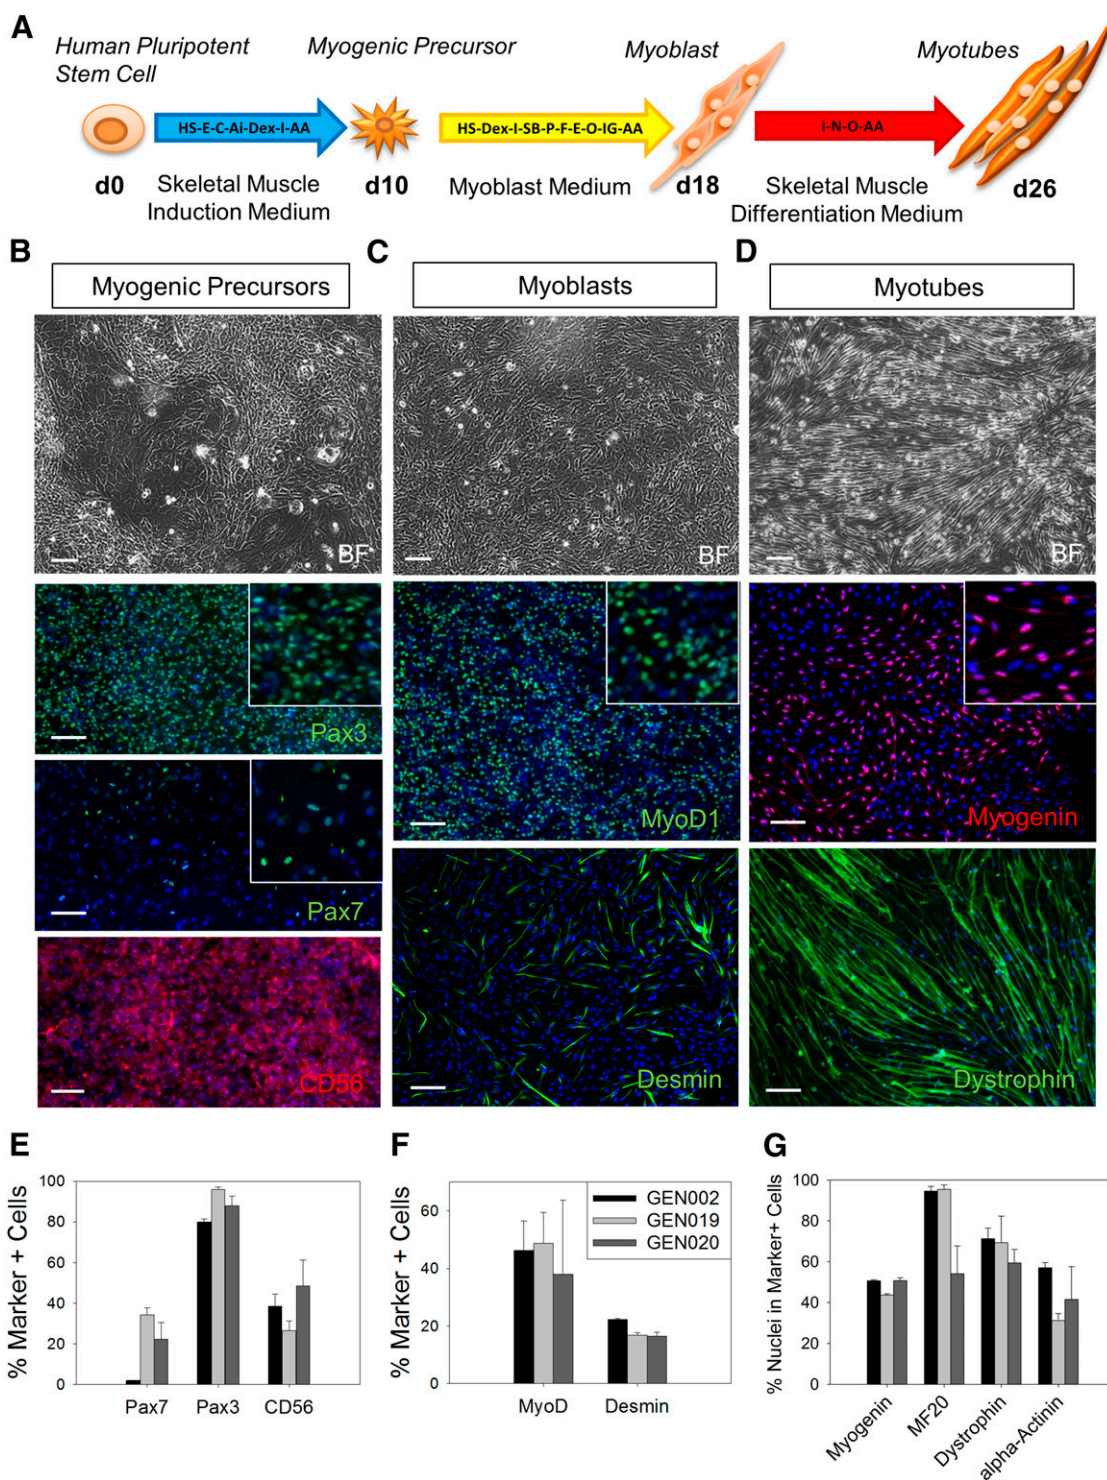 A
Human Pluripotent
Stem Cell
Myogenic Precursor
Myoblast
Myotubes
HS-E-C-Ai-Dex-I-AA
HS-Dex-I-SB-P-F-E-O-IG-AA
I-N-O-AA
d0
Skeletal Muscle
Induction Medium
d10
Myoblast Medium
d18
Skeletal Muscle
Differentiation Medium
d26
B
Myogenic Precursors
BF
Pax3
Pax7
CD56
C
Myoblasts
BF
MyoD1
Desmin
D
Myotubes
BF
Myogenin
Dystrophin
E
% Marker + Cells
100
80
60
40
20
0
Pax7 Pax3 CD56
F
% Marker + Cells
60
40
20
0
GEN002
GEN019
GEN020
MyoD Desmin
G
% Nuclei in Marker+ Cells
100
80
60
40
20
0
Myogenin
MF20
Dystrophin
alpha-Actinin